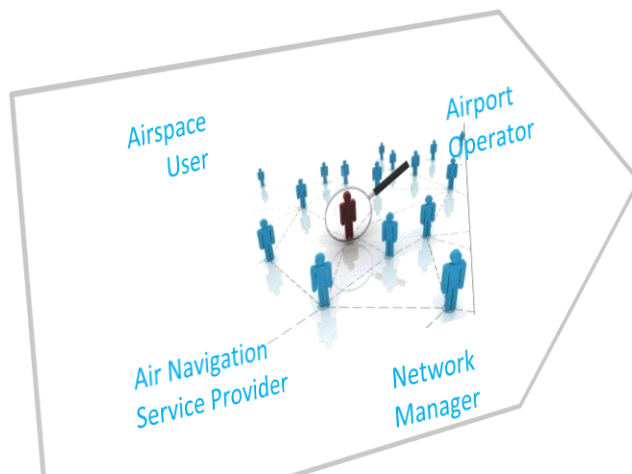 Airspace
User
Airport
Operator
Air Navigation
Service Provider
Network
Manager